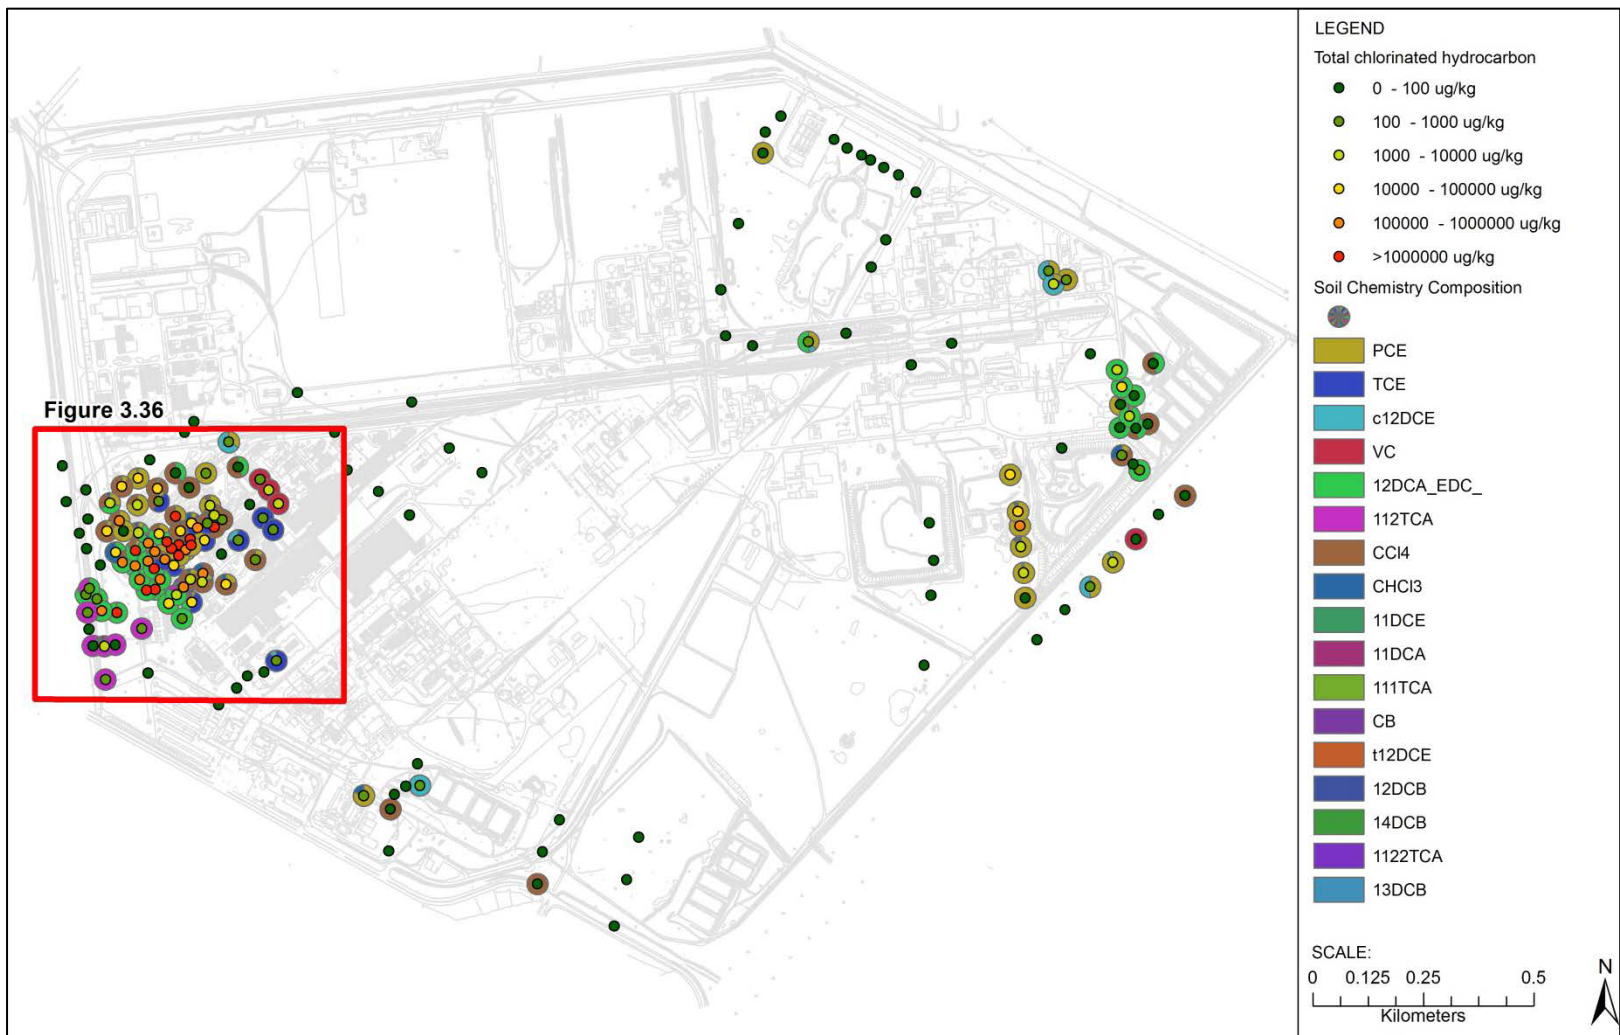 Figure 3.36
LEGEND
Total chlorinated hydrocarbon
0 - 100 ug/kg
100 - 1000 ug/kg
1000 - 10000 ug/kg
10000 - 100000 ug/kg
100000 - 1000000 ug/kg
>1000000 ug/kg
Soil Chemistry Composition
PCE
TCE
c12DCE
VC
12DCA_EDC_
112TCA
CCl4
CHCl3
11DCE
11DCA
111TCA
CB
t12DCE
12DCB
14DCB
1122TCA
13DCB
SCALE:
0 0.125 0.25 0.5
Kilometers
N